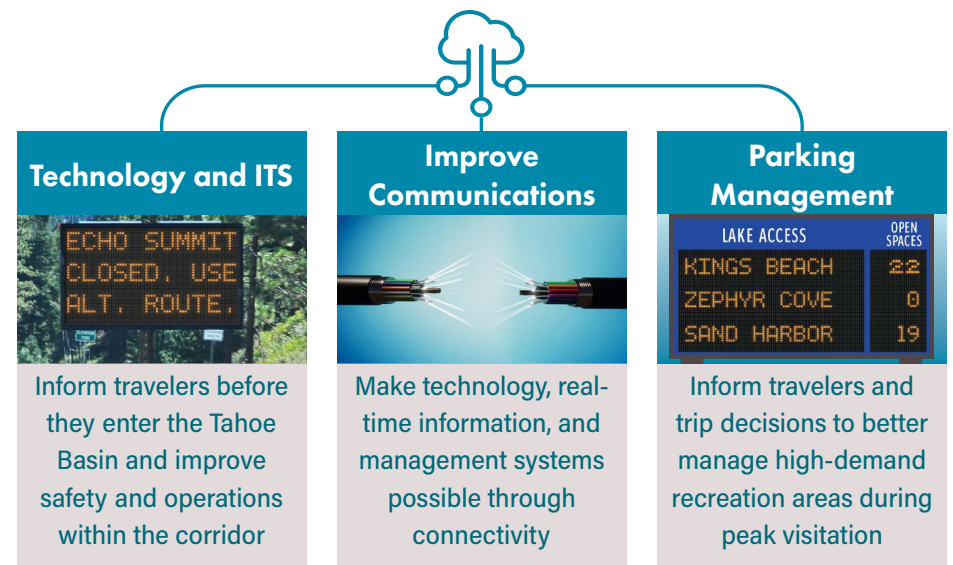 Technology and ITS
ECHO SUMMIT
CLOSED. USE
ALT. ROUTE.
Inform travelers before
they enter the Tahoe
Basin and improve
safety and operations
within the corridor
Improve
Communications
Make technology, real-
time information, and
management systems
possible through
connectivity
Parking
Management
LAKE ACCESS OPEN
SPACES
KINGS BEACH 22
ZEPHYR COVE 0
SAND HARBOR 19
Inform travelers and
trip decisions to better
manage high-demand
recreation areas during
peak visitation